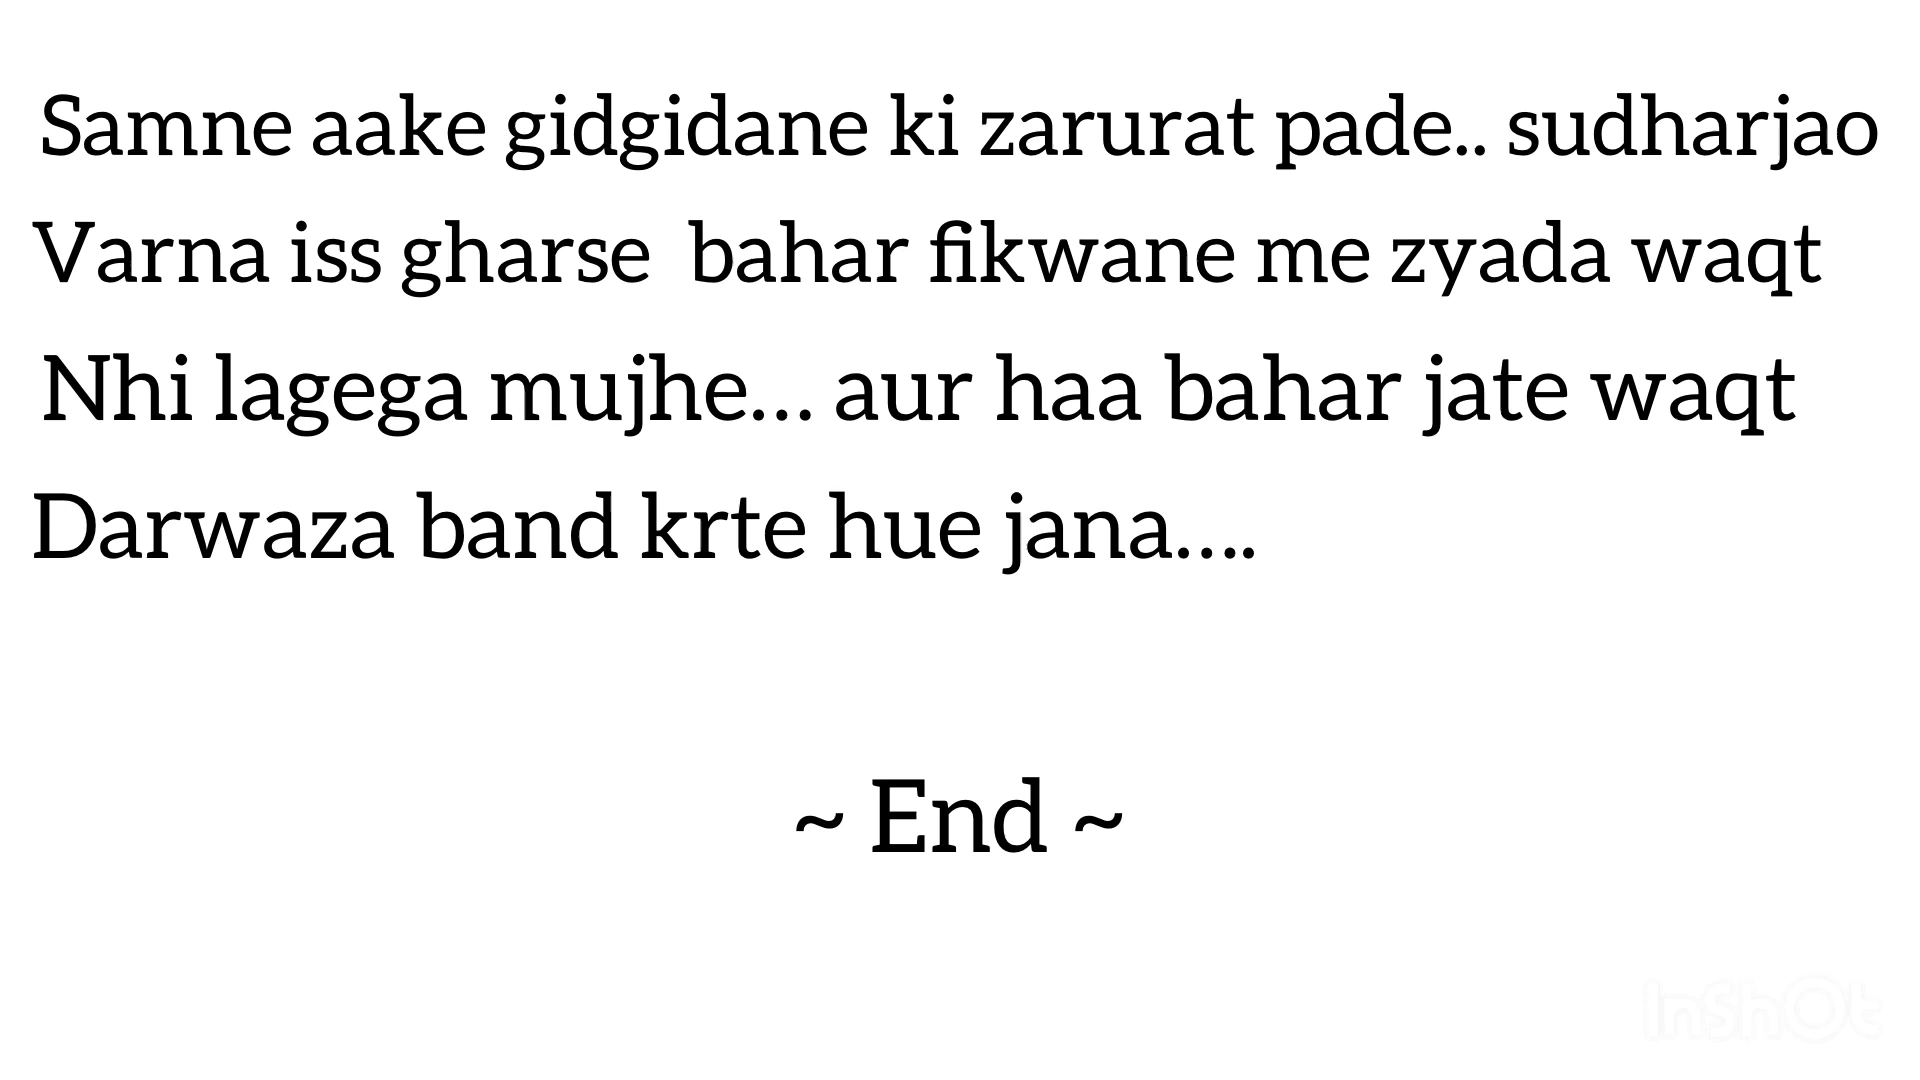 Samne aake gidgidane ki zarurat pade.. sudharjao
Varna iss gharse bahar fikwane me zyada waqt
Nhi lagega mujhe... aur haa bahar jate waqt
Darwaza band krte hue jana....
~ End ~
InShOt